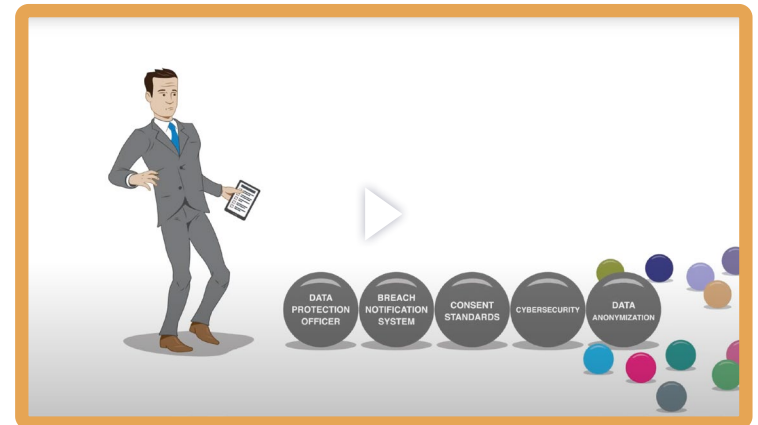 DATA
PROTECTION
OFFICER
BREACH
NOTIFICATION
SYSTEM
CONSENT
STANDARDS
CYBERSECURITY
DATA
ANONYMIZATION